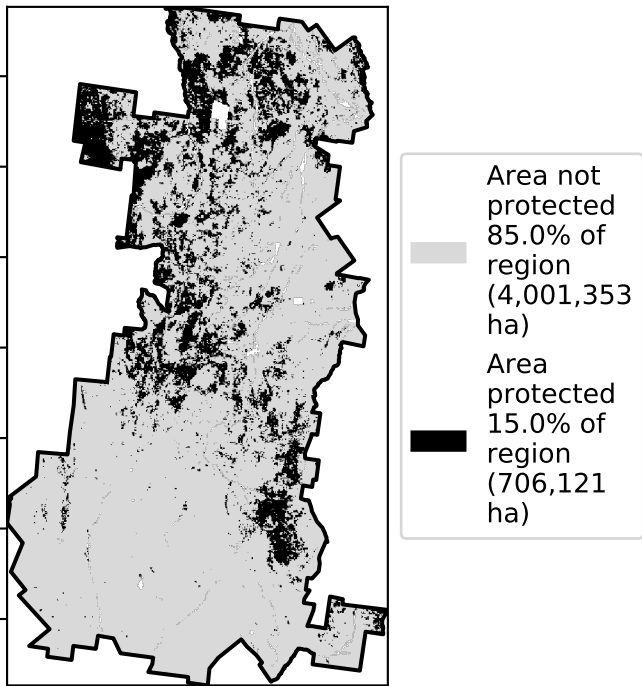 Area not
protected
85.0% of
region
(4,001,353
ha)
Area
protected
15.0% of
region
(706,121
ha)